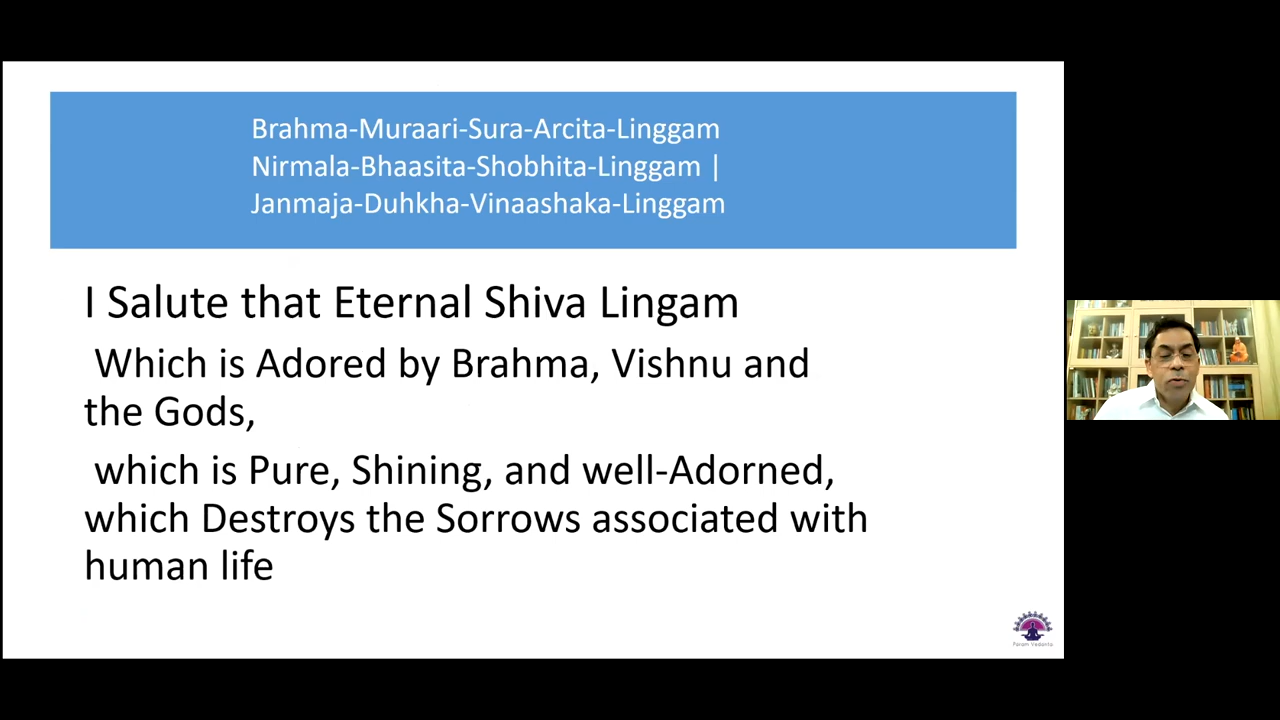 Brahma-Muraari-Sura-Arcita-Linggam
Nirmala-Bhaasita-Shobhita-Linggam |
Janmaja-Duhkha-Vinaashaka-Linggam
I Salute that Eternal Shiva Lingam
Which is Adored by Brahma, Vishnu and
the Gods,
which is Pure, Shining, and well-Adorned,
which Destroys the Sorrows associated with
human life
Param Vedanta